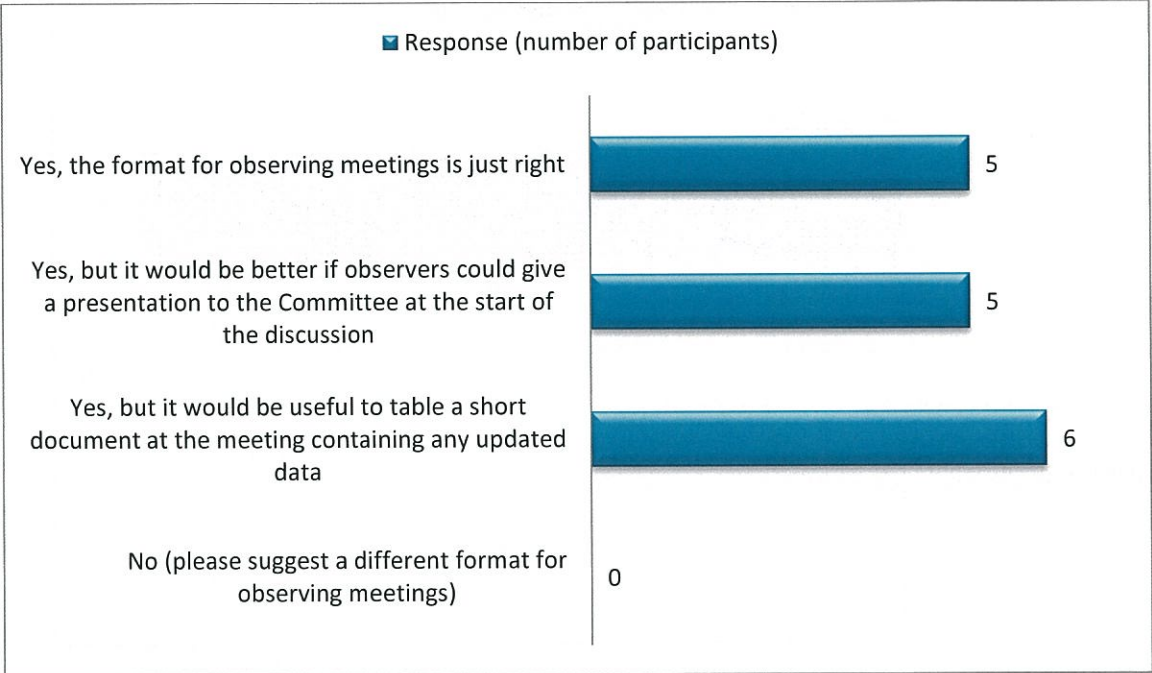 Response (number of participants)
Yes, the format for observing meetings is just right
5
Yes, but it would be better if observers could give
a presentation to the Committee at the start of
the discussion
5
Yes, but it would be useful to table a short
document at the meeting containing any updated
data
6
No (please suggest a different format for
observing meetings)
0